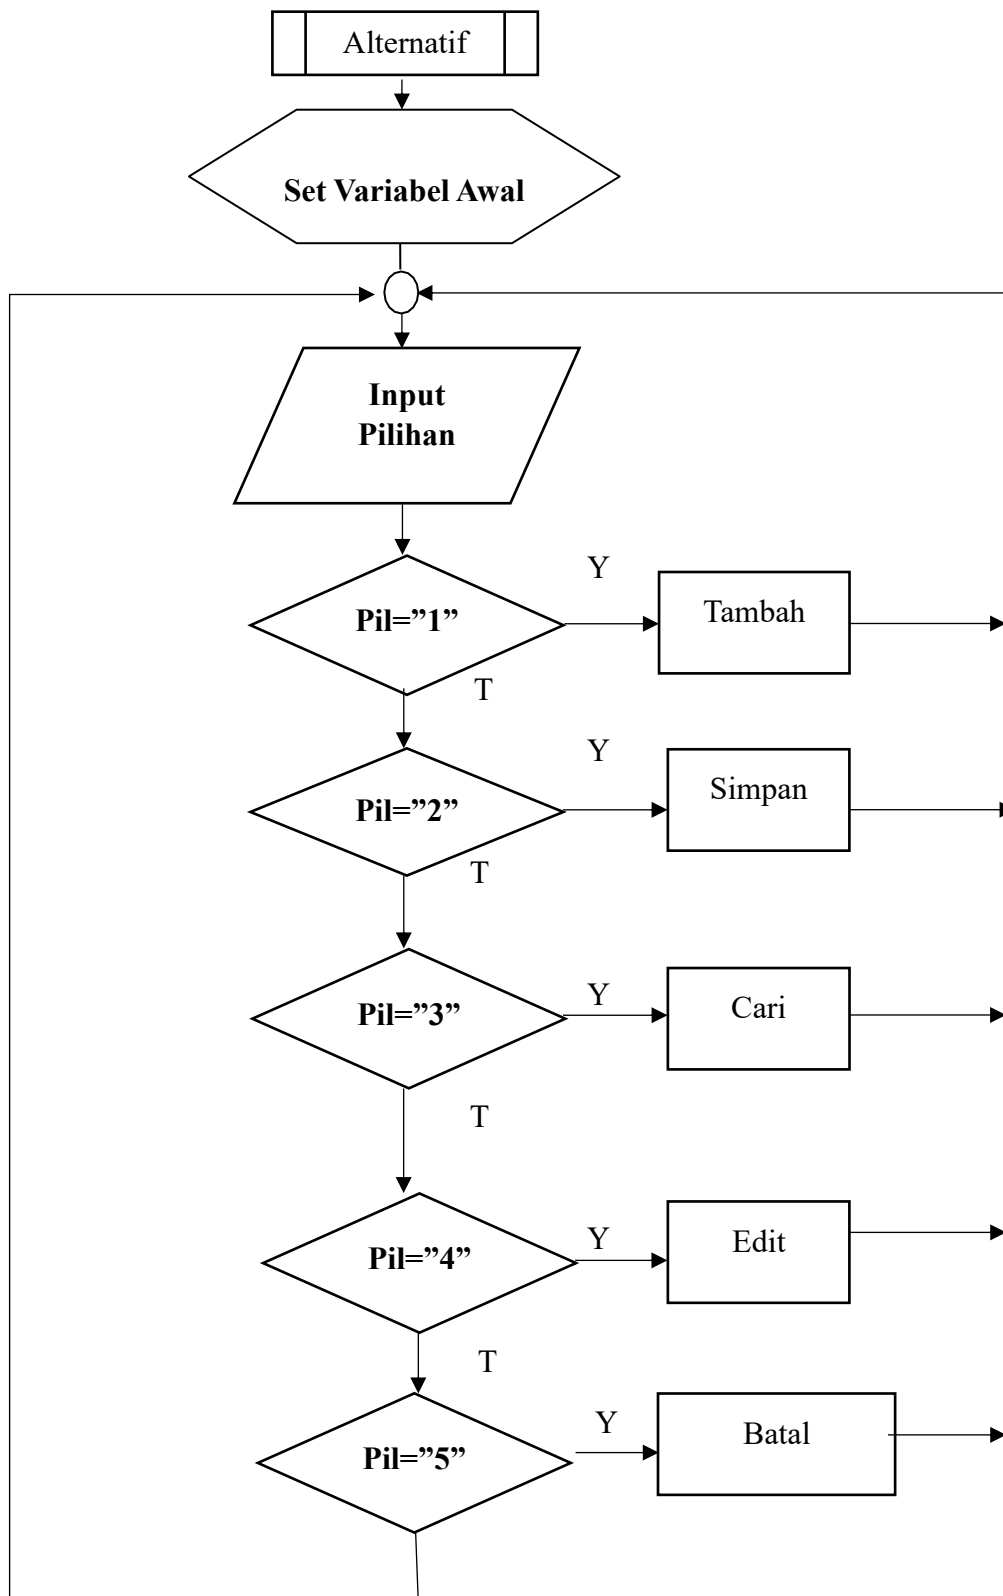 Alternatif
Set Variabel Awal
Input
Pilihan
Y
Pil=”1”
Tambah
T
Y
Pil=”2”
Simpan
T
Pil=”3”
Y
Cari
T
Pil=”4”
Y
Edit
T
Pil=”5”
Y
Batal